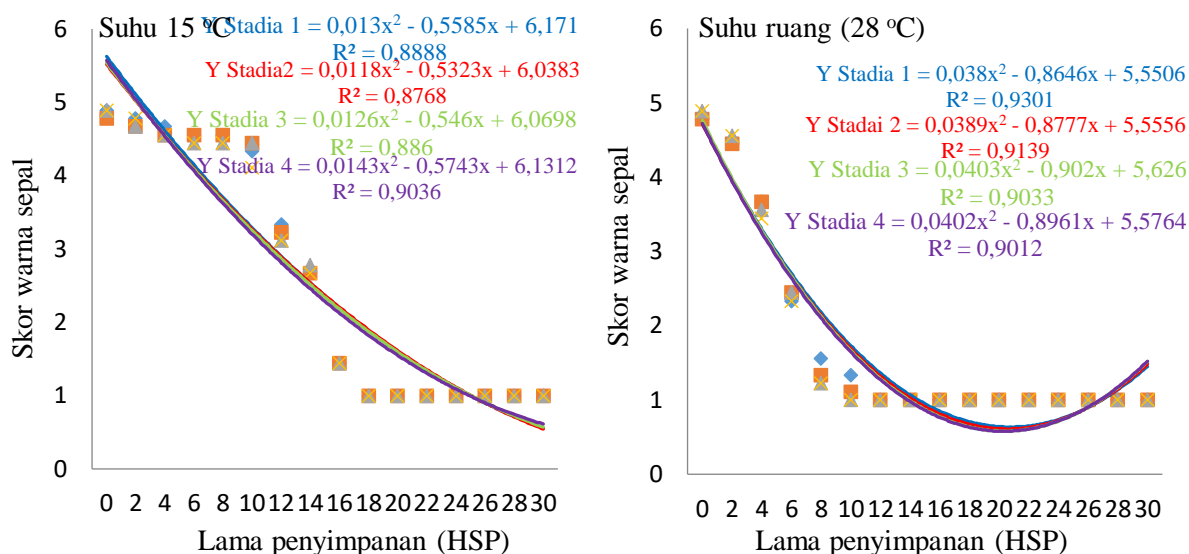 Suhu 15 °C
Y Stadia 1 = 0,013x² - 0,5585x + 6,171
R² = 0,8888
Y Stadia2 = 0,0118x² - 0,5323x + 6,0383
R² = 0,8768
Y Stadia 3 = 0,0126x² - 0,546x + 6,0698
R² = 0,886
Y Stadia 4 = 0,0143x² - 0,5743x + 6,1312
R² = 0,9036
Skor warna sepal
6
5
4
3
2
1
0
0 2 4 6 8 10 12 14 16 18 20 22 24 26 28 30
Lama penyimpanan (HSP)
Suhu ruang (28 °C)
Y Stadia 1 = 0,038x² - 0,8646x + 5,5506
R² = 0,9301
Y Stadai 2 = 0,0389x² - 0,8777x + 5,5556
R² = 0,9139
Y Stadia 3 = 0,0403x² - 0,902x + 5,626
R² = 0,9033
Y Stadia 4 = 0,0402x² - 0,8961x + 5,5764
R² = 0,9012
Skor warna sepal
6
5
4
3
2
1
0
0 2 4 6 8 10 12 14 16 18 20 22 24 26 28 30
Lama penyimpanan (HSP)